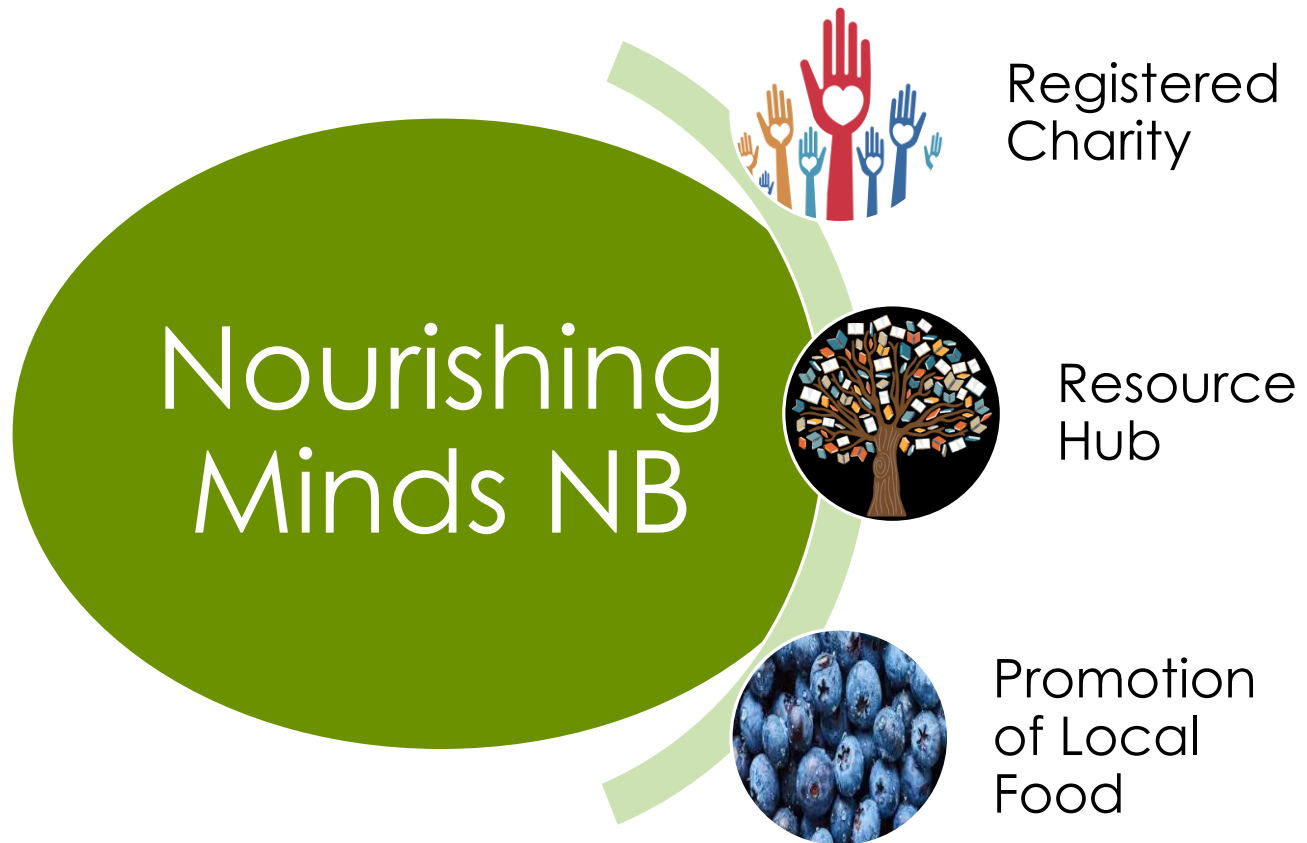 Nourishing
Minds NB
Registered
Charity
Resource
Hub
Promotion
of Local
Food